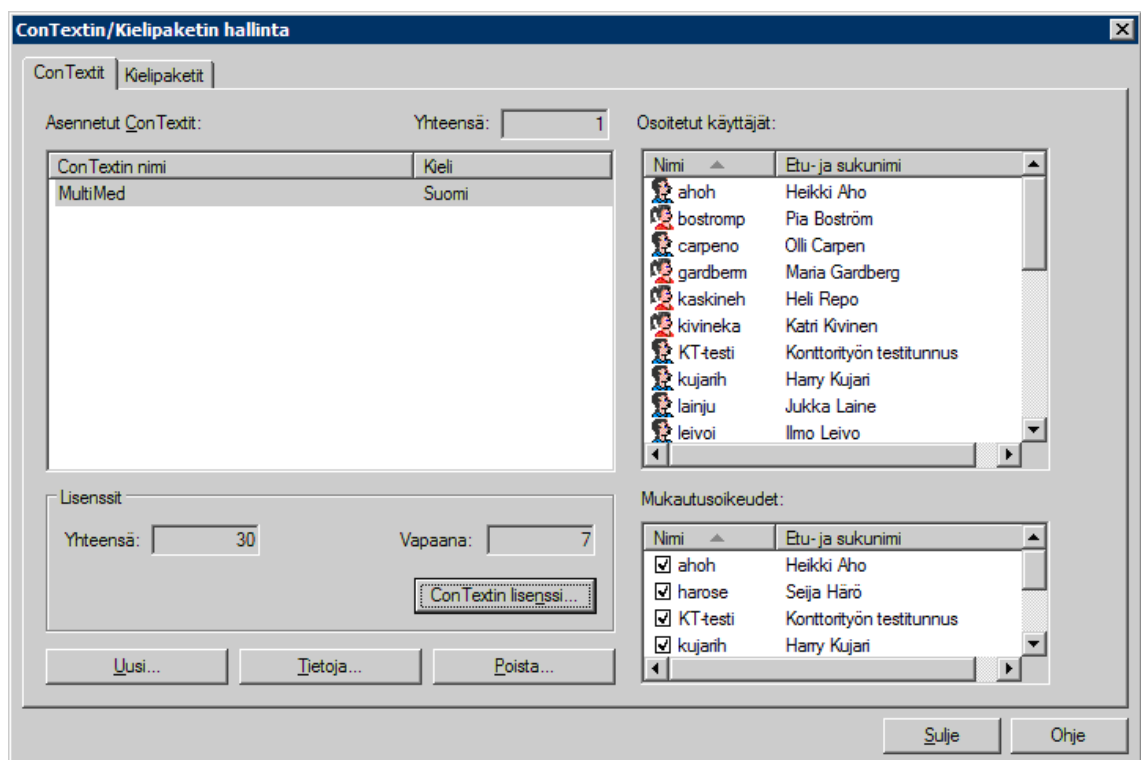 ConTextin/Kielipaketin hallinta
ConTextit
Kielipaketit
Asennetut ConTextit:
Yhteensä: 1
ConTextin nimi Kieli
MultiMed Suomi
Lisenssit
Yhteensä: 30
Vapaana: 7
ConTextin lisenssi...
Uusi...
Tietoja...
Poista...
Osoitetut käyttäjät:
Nimi Etu- ja sukunimi
ahoh Heikki Aho
bostromp Pia Boström
carpeno Olli Carpen
gardberm Maria Gardberg
kaskineh Heli Repo
kivineka Katri Kivinen
KT-testi Konttorityön testitunnus
kujarih Harry Kujari
lainju Jukka Laine
leivoi Ilmo Leivo
Mukautusoikeudet:
Nimi Etu- ja sukunimi
ahoh Heikki Aho
harose Seija Härö
KT-testi Konttorityön testitunnus
kujarih Harry Kujari
Sulje
Ohje